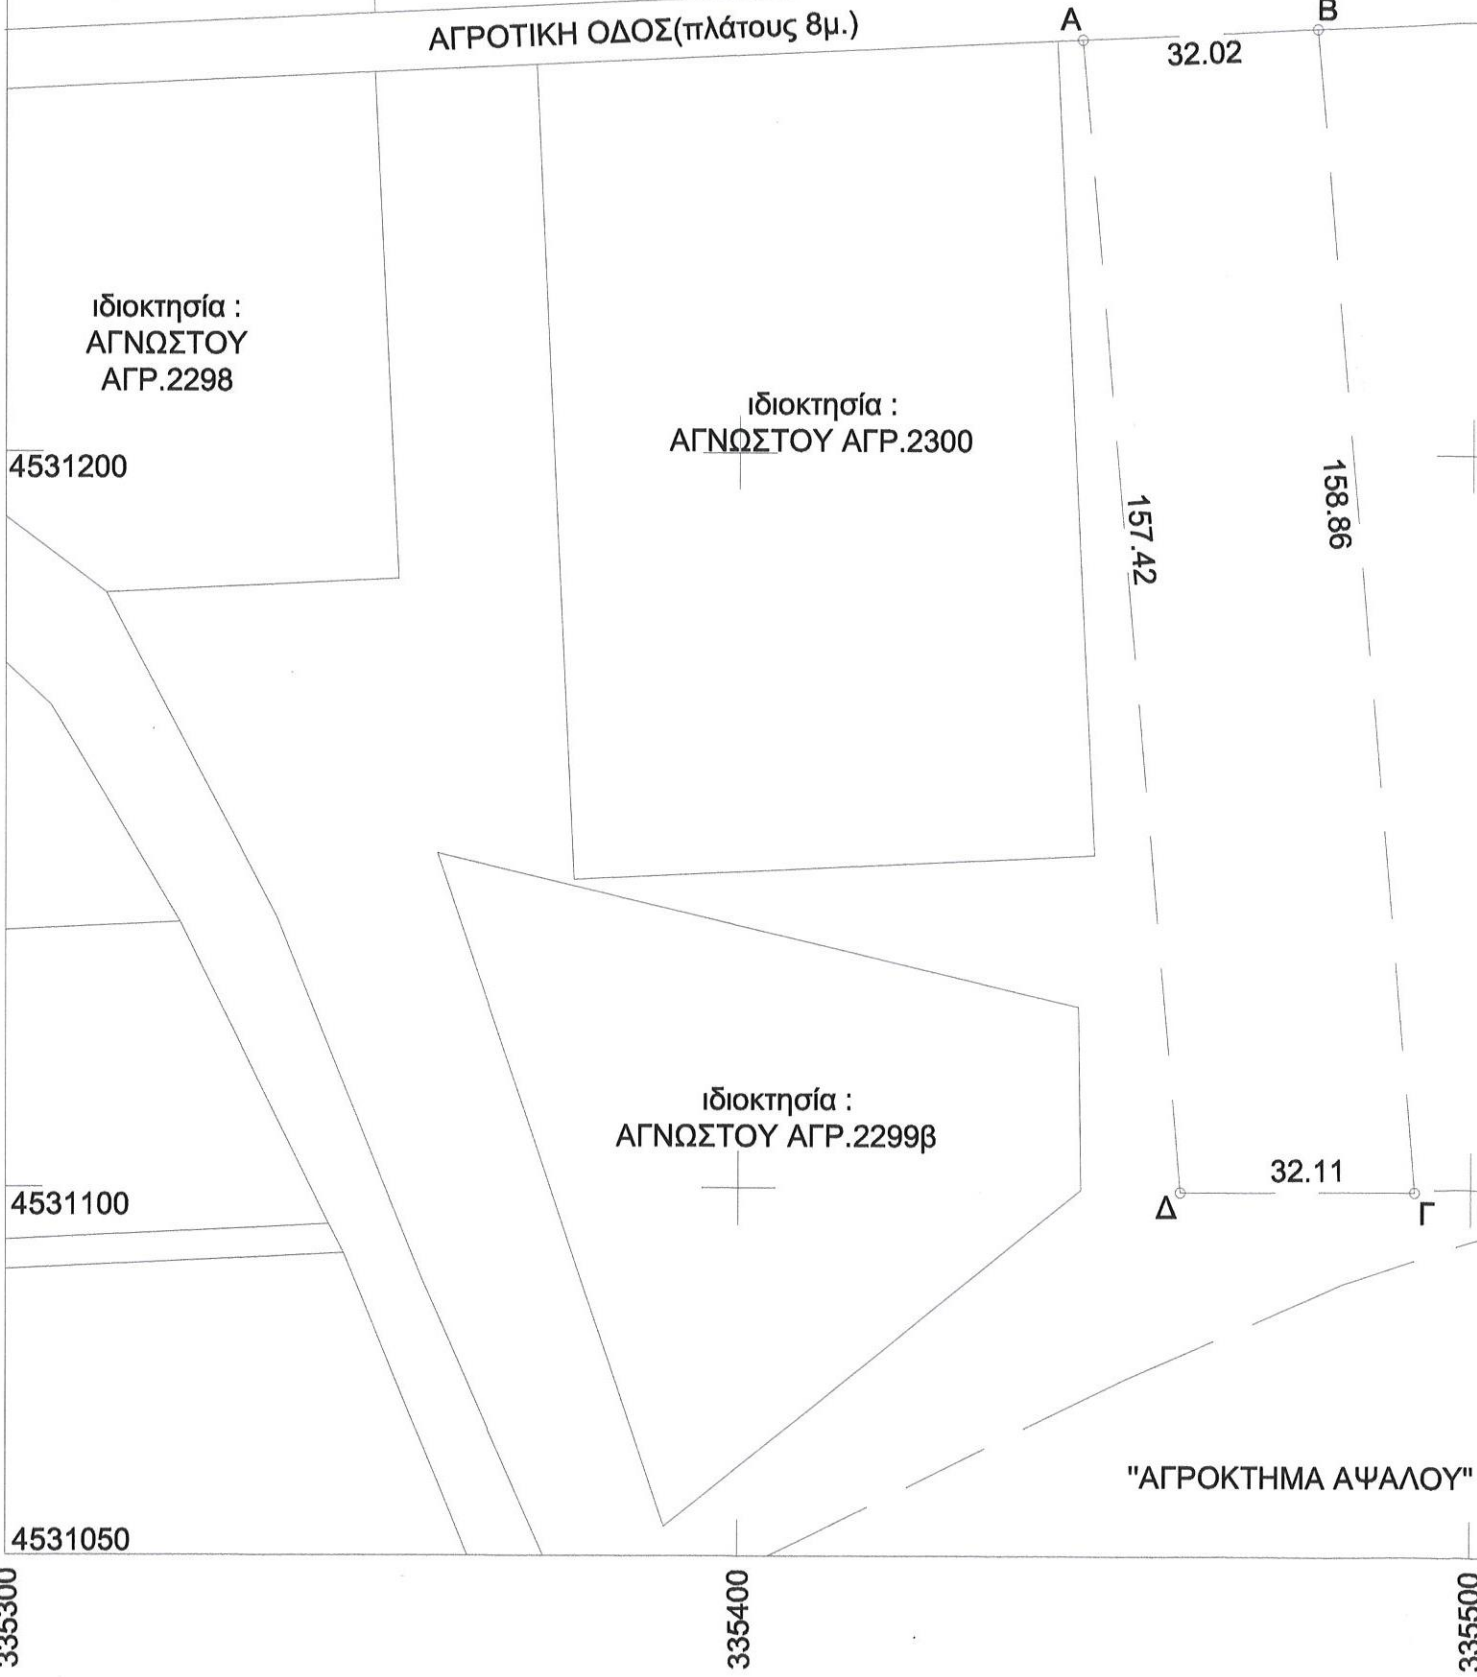 ΑΓΡΟΤΙΚΗ ΟΔΟΣ(πλάτους 8μ.)
Α
Β
32.02
ιδιοκτησία :
ΑΓΝΩΣΤΟΥ
ΑΓΡ.2298
ιδιοκτησία :
ΑΓΝΩΣΤΟΥ ΑΓΡ.2300
4531200
157.42
158.86
ιδιοκτησία :
ΑΓΝΩΣΤΟΥ ΑΓΡ.2299β
32.11
4531100
Δ
Γ
"ΑΓΡΟΚΤΗΜΑ ΑΨΑΛΟΥ"
4531050
335300
335400
335500